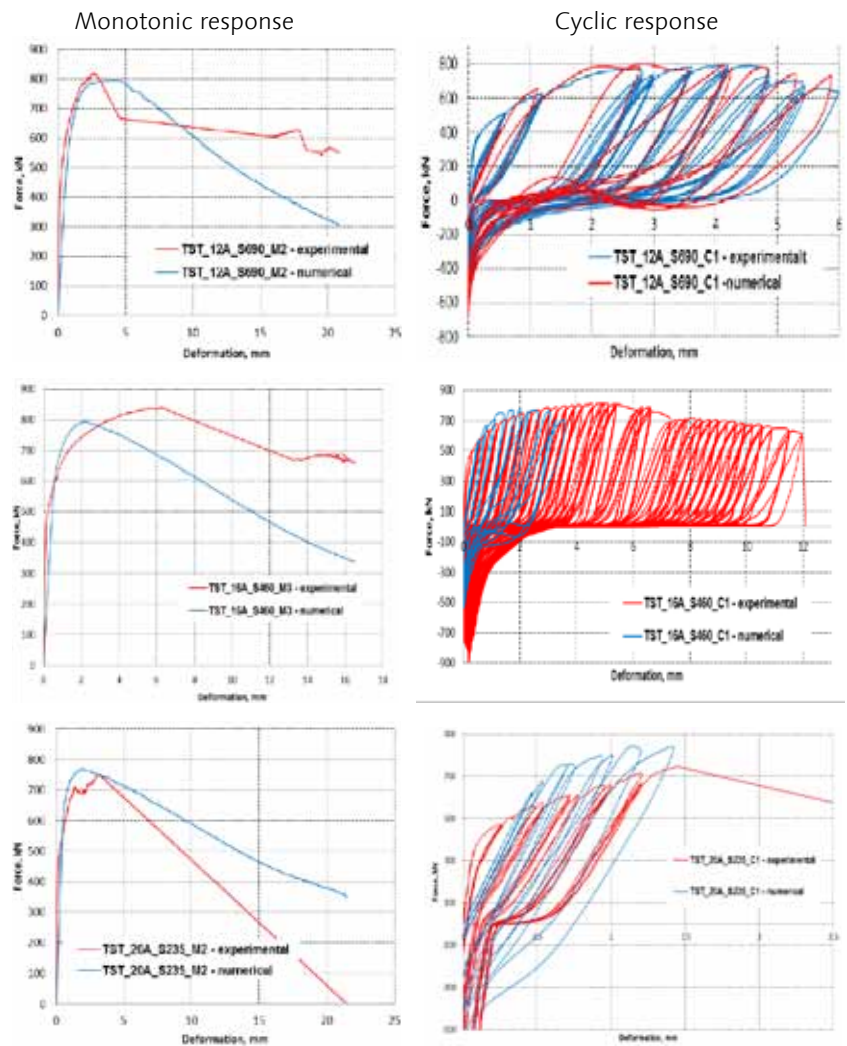 Monotonic response
Cyclic response
900
800
700
600
500
400
300
200
100
0
0 5 10 15 20 25
Force, kN
Deformation, mm
TST_12A_S690_M2 - experimental
TST_12A_S690_M2 - numerical
800
600
400
200
0
-200
-400
-600
-800
0 1 2 3 4 5 6
Force, kN
Deformation, mm
TST_12A_S690_C1 - experimentalt
TST_12A_S690_C1 -numerical
900
800
700
600
500
400
300
200
100
0
0 2 4 6 8 10 12 14 16 18
Force, kN
Deformation, mm
TST_16A_S460_M3 - experimental
TST_16A_S460_M3 - numerical
900
700
500
300
100
-100
-300
-500
-700
-900
2 4 6 8 10 12
Force, kN
Deformation, mm
TST_16A_S460_C1 - experimental
TST_16A_S460_C1 - numerical
900
800
700
600
500
400
300
200
100
0
0 5 10 15 20 25
Force, kN
Deformation, mm
TST_20A_S235_M2 - experimental
TST_20A_S235_M2 - numerical
Force, kN
Deformation, mm
TST_20A_S235_C1 - experimental
TST_20A_S235_C1 - numerical